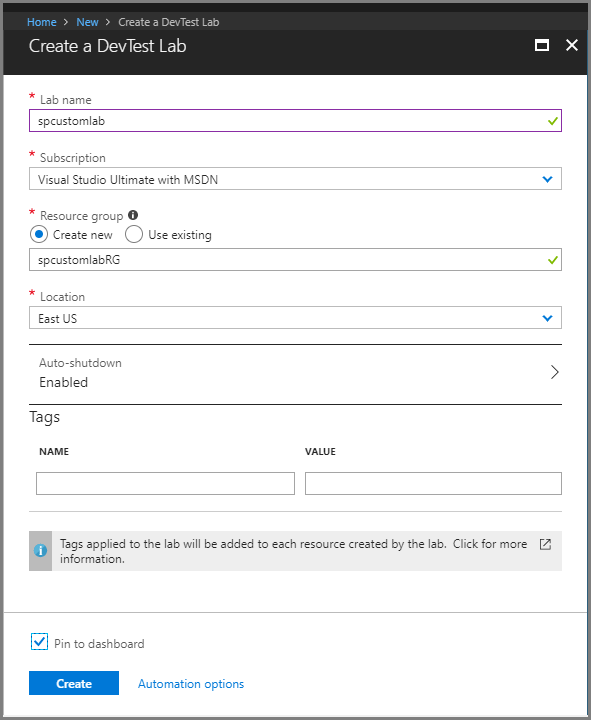 Home > New > Create a DevTest Lab
Create a DevTest Lab
* Lab name
spcustomlab
* Subscription
Visual Studio Ultimate with MSDN
* Resource group
Create new Use existing
spcustomlabRG
* Location
East US
Auto-shutdown
Enabled
Tags
NAME VALUE
Tags applied to the lab will be added to each resource created by the lab. Click for more
information.
Pin to dashboard
Create Automation options